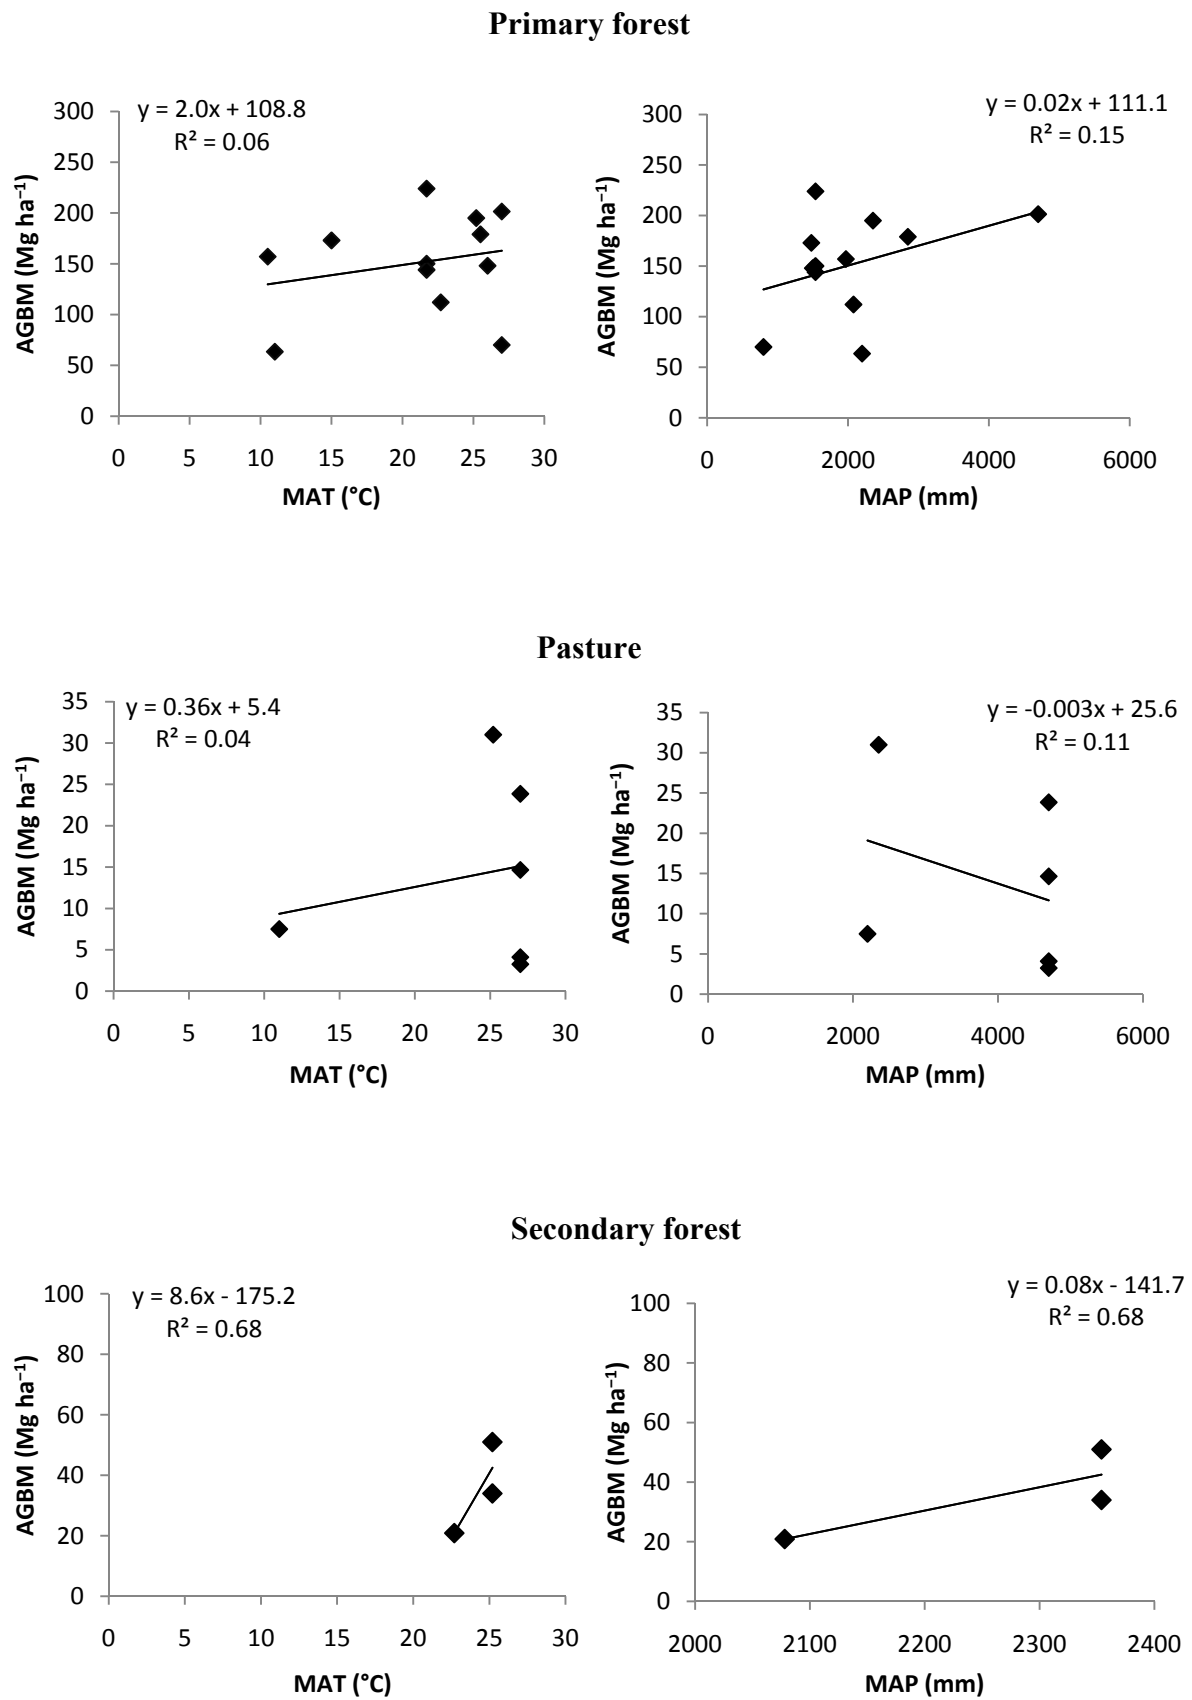 Primary forest
y = 2.0x + 108.8
R² = 0.06
300
250
200
150
100
50
0
AGBM (Mg ha⁻¹)
0 5 10 15 20 25 30
MAT (°C)
y = 0.02x + 111.1
R² = 0.15
300
250
200
150
100
50
0
AGBM (Mg ha⁻¹)
0 2000 4000 6000
MAP (mm)
Pasture
y = 0.36x + 5.4
R² = 0.04
35
30
25
20
15
10
5
0
AGBM (Mg ha⁻¹)
0 5 10 15 20 25 30
MAT (°C)
y = -0.003x + 25.6
R² = 0.11
35
30
25
20
15
10
5
0
AGBM (Mg ha⁻¹)
0 2000 4000 6000
MAP (mm)
Secondary forest
y = 8.6x - 175.2
R² = 0.68
100
80
60
40
20
0
AGBM (Mg ha⁻¹)
0 5 10 15 20 25 30
MAT (°C)
y = 0.08x - 141.7
R² = 0.68
100
80
60
40
20
0
AGBM (Mg ha⁻¹)
2000 2100 2200 2300 2400
MAP (mm)